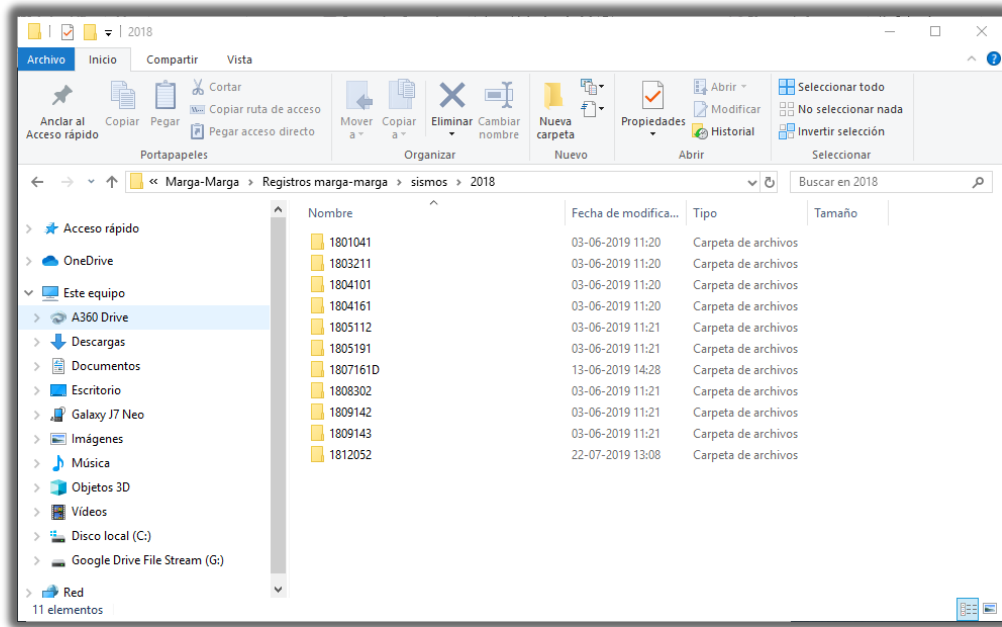 2018
Archivo Inicio Compartir Vista
Anclar al Acceso rápido
Copiar
Pegar
Cortar
Copiar ruta de acceso
Pegar acceso directo
Portapapeles
Mover a
Copiar a
Eliminar
Cambiar nombre
Organizar
Nueva carpeta
Nuevo
Propiedades
Abrir
Modificar
Historial
Abrir
Seleccionar todo
No seleccionar nada
Invertir selección
Seleccionar
« Marga-Marga > Registros marga-marga > sismos > 2018
Buscar en 2018
Acceso rápido
OneDrive
Este equipo
A360 Drive
Descargas
Documentos
Escritorio
Galaxy J7 Neo
Imágenes
Música
Objetos 3D
Vídeos
Disco local (C:)
Google Drive File Stream (G:)
Red
Nombre Fecha de modifica... Tipo Tamaño
1801041 03-06-2019 11:20 Carpeta de archivos
1803211 03-06-2019 11:20 Carpeta de archivos
1804101 03-06-2019 11:20 Carpeta de archivos
1804161 03-06-2019 11:20 Carpeta de archivos
1805112 03-06-2019 11:21 Carpeta de archivos
1805191 03-06-2019 11:21 Carpeta de archivos
1807161D 13-06-2019 14:28 Carpeta de archivos
1808302 03-06-2019 11:21 Carpeta de archivos
1809142 03-06-2019 11:21 Carpeta de archivos
1809143 03-06-2019 11:21 Carpeta de archivos
1812052 22-07-2019 13:08 Carpeta de archivos
11 elementos